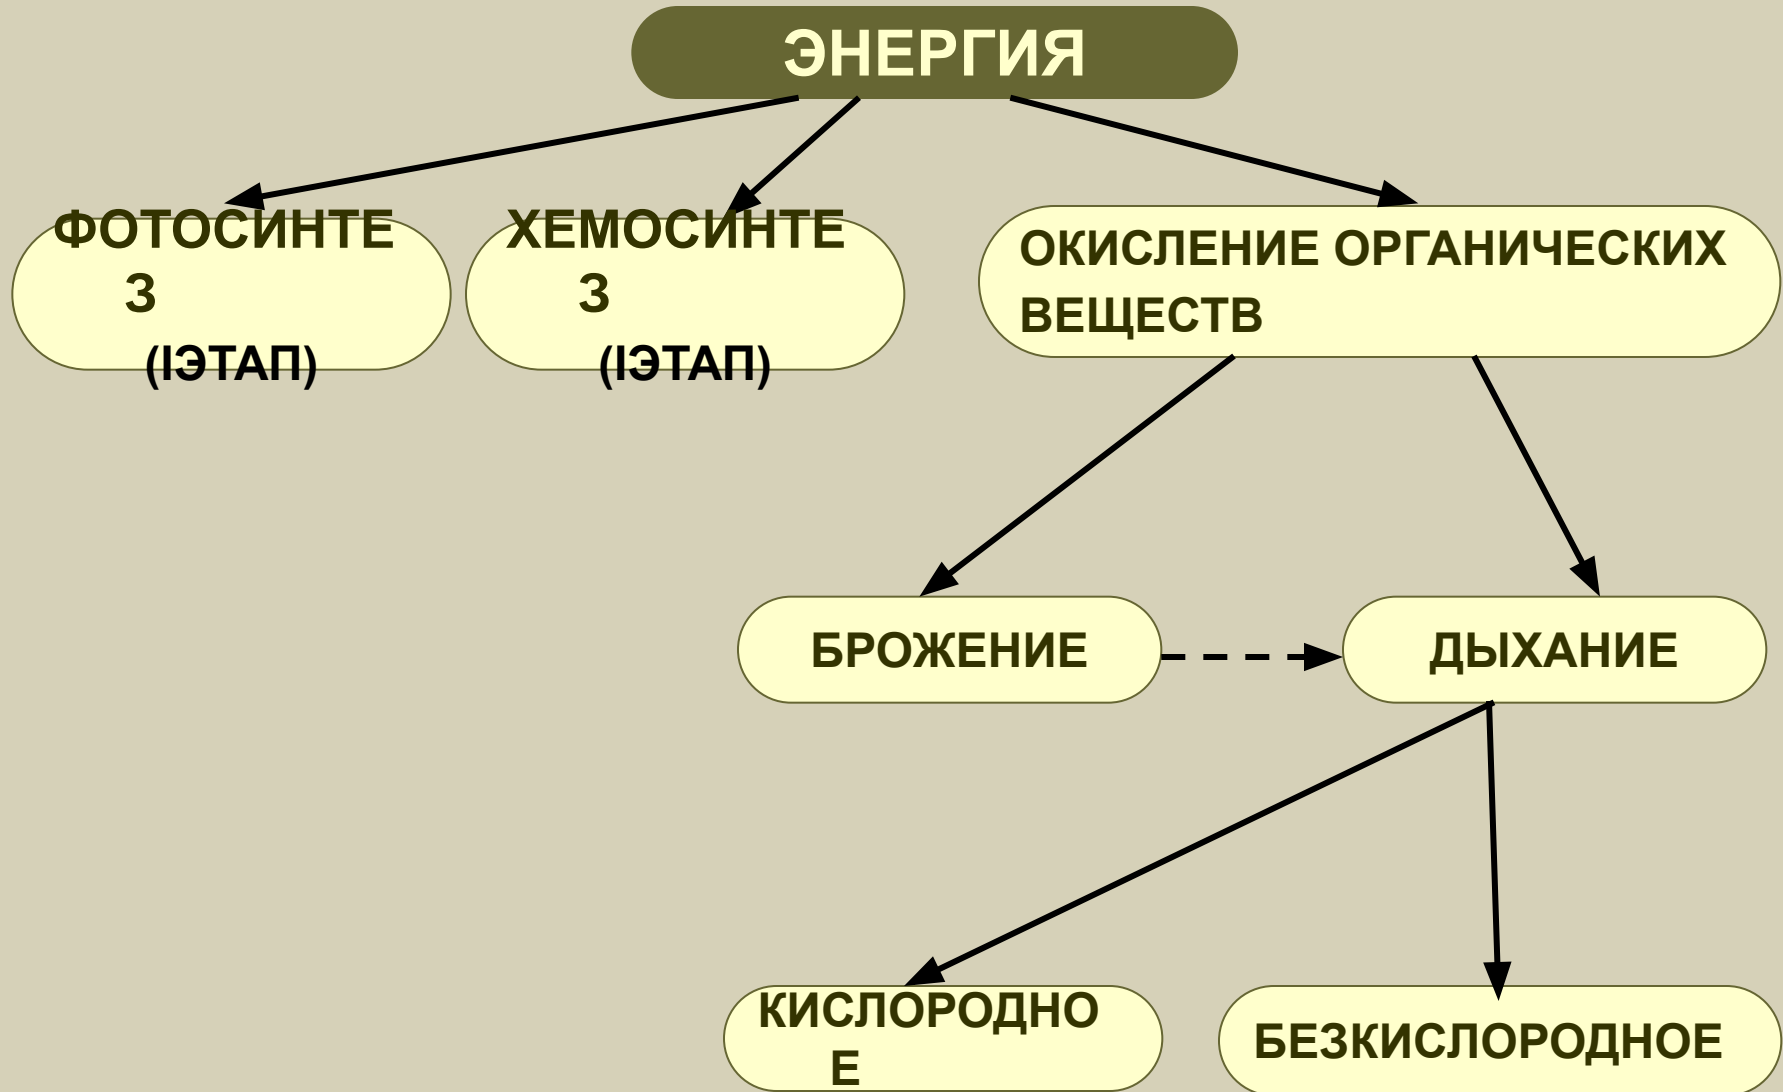 ЭНЕРГИЯ
ФОТОСИНТЕ
З
(IЭТАП)
ХЕМОСИНТЕ
З
(IЭТАП)
ОКИСЛЕНИЕ ОРГАНИЧЕСКИХ
ВЕЩЕСТВ
БРОЖЕНИЕ
ДЫХАНИЕ
КИСЛОРОДНО
Е
БЕЗКИСЛОРОДНОЕ